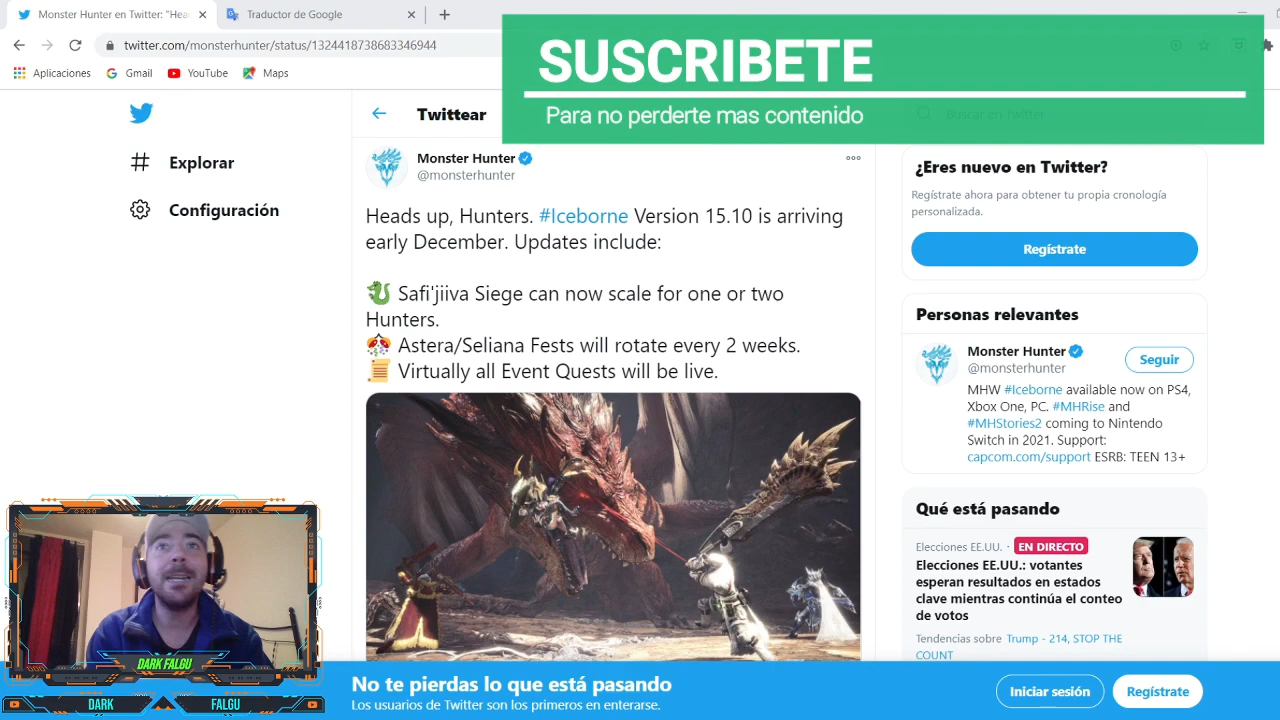 Monster Hunter en Twitter: "Hea
Traductor de Google
twitter.com/monsterhunter/status/1324418738683346944
Aplicaciones
Gmail
YouTube
Maps
SUSCRIBETE
Para no perderte mas contenido
Explorar
Configuración
Twittear
Monster Hunter
@monsterhunter
Heads up, Hunters. #Iceborne Version 15.10 is arriving
early December. Updates include:
Safi'jiiva Siege can now scale for one or two
Hunters.
Astera/Seliana Fests will rotate every 2 weeks.
Virtually all Event Quests will be live.
Buscar en Twitter
¿Eres nuevo en Twitter?
Regístrate ahora para obtener tu propia cronología
personalizada.
Regístrate
Personas relevantes
Monster Hunter
@monsterhunter
Seguir
MHW #Iceborne available now on PS4,
Xbox One, PC. #MHRise and
#MHStories2 coming to Nintendo
Switch in 2021. Support:
capcom.com/support ESRB: TEEN 13+
Qué está pasando
Elecciones EE.UU. · EN DIRECTO
Elecciones EE.UU.: votantes
esperan resultados en estados
clave mientras continúa el conteo
de votos
Tendencias sobre Trump - 214, STOP THE
COUNT
DARK FALGU
DARK
FALGU
No te pierdas lo que está pasando
Los usuarios de Twitter son los primeros en enterarse.
Iniciar sesión
Regístrate